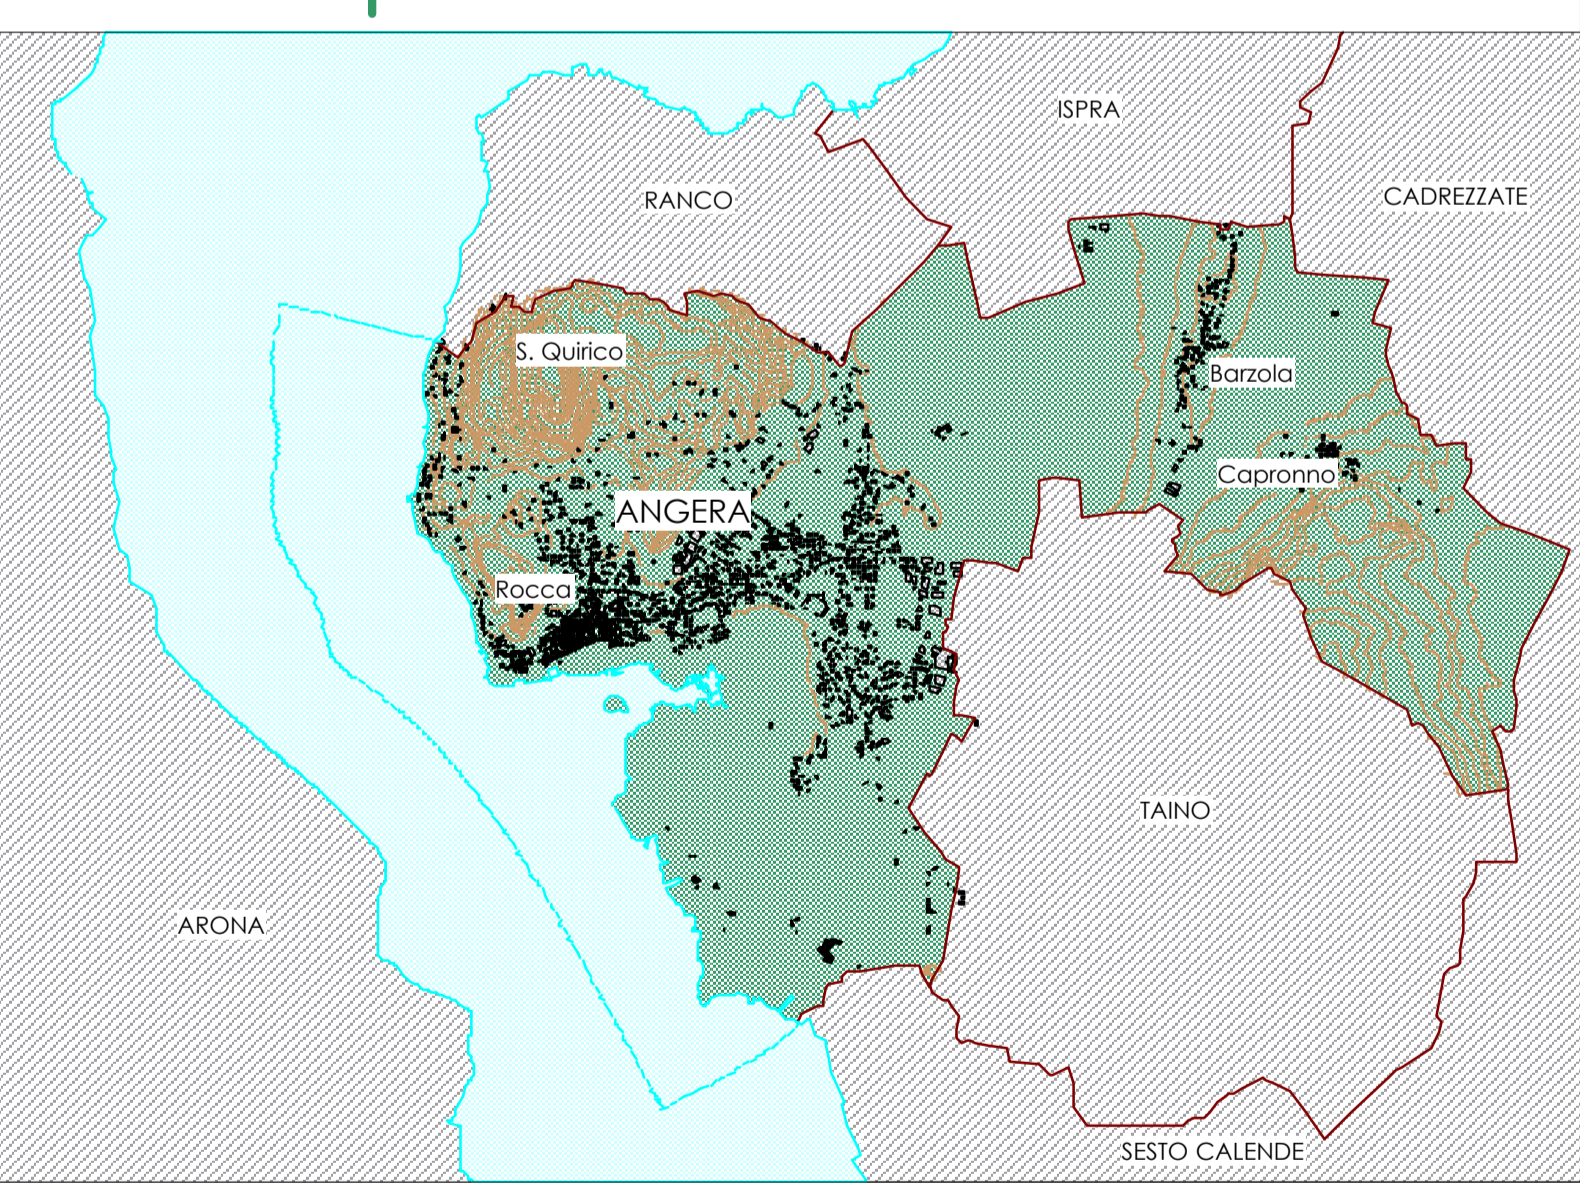 ISPRA
CADREZZATE
RANCO
S. Quirico
Barzola
Capronno
ANGERA
Rocca
TAINO
ARONA
SESTO CALENDE